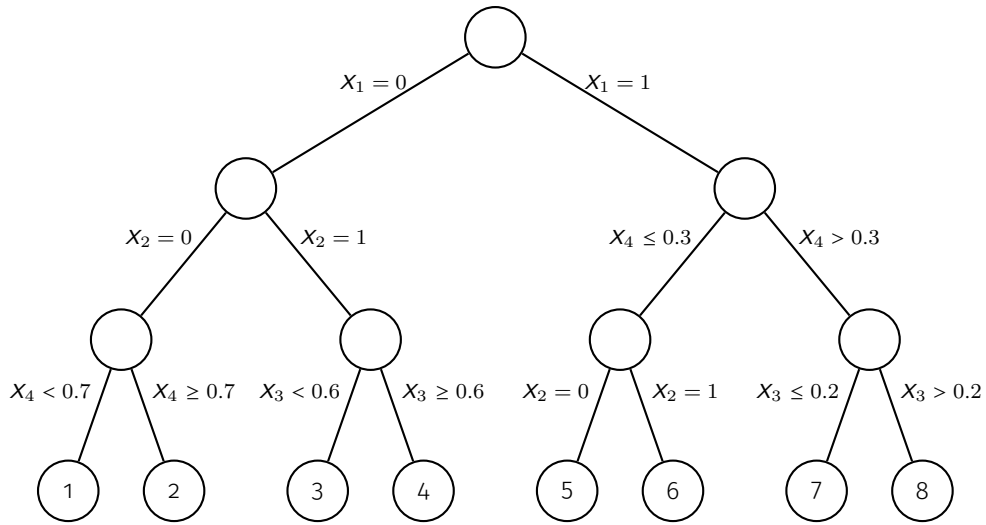 X₁ = 0 X₁ = 1
X₂ = 0 X₂ = 1 X₄ ≤ 0.3 X₄ > 0.3
X₄ < 0.7 X₄ ≥ 0.7 X₃ < 0.6 X₃ ≥ 0.6 X₂ = 0 X₂ = 1 X₃ ≤ 0.2 X₃ > 0.2
1 2 3 4 5 6 7 8